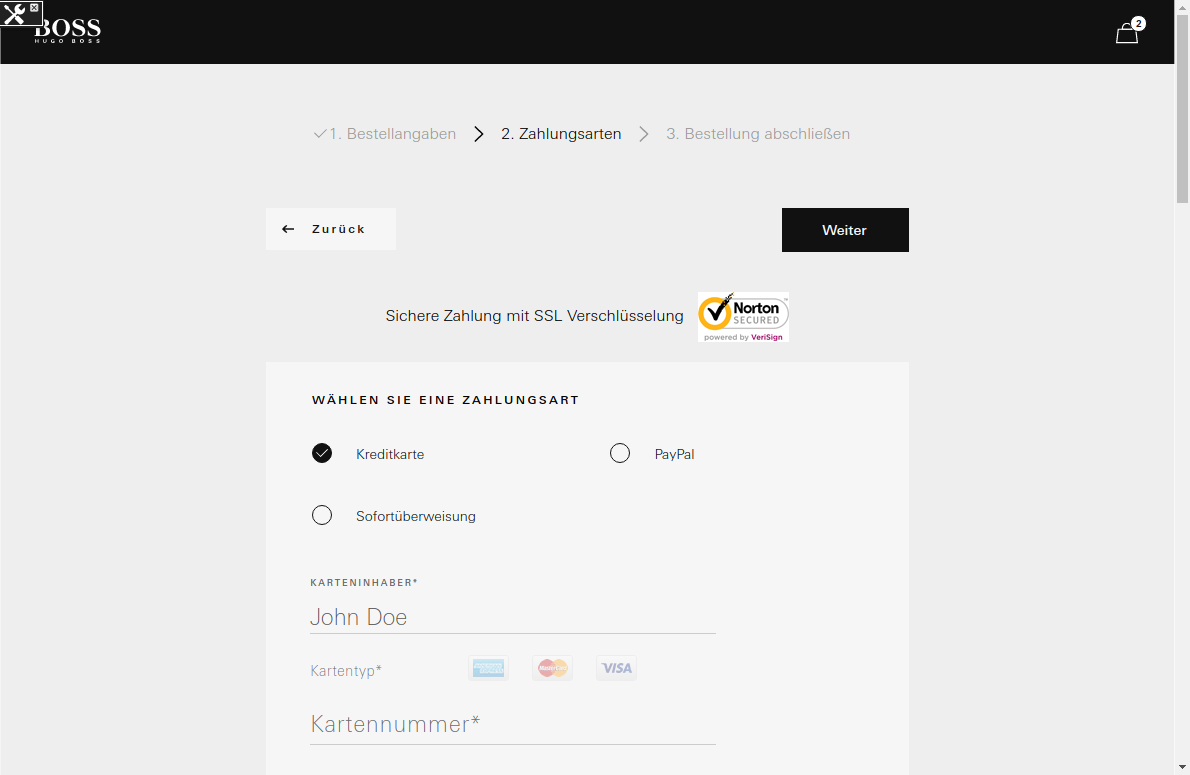 BOSS
HUGO BOSS
2
1. Bestellangaben
2. Zahlungsarten
3. Bestellung abschließen
Zurück
Weiter
Sichere Zahlung mit SSL Verschlüsselung
Norton
SECURED
powered by VeriSign
WÄHLEN SIE EINE ZAHLUNGSART
Kreditkarte
PayPal
Sofortüberweisung
KARTENINHABER*
John Doe
Kartentyp*
MasterCard
VISA
Kartennummer*